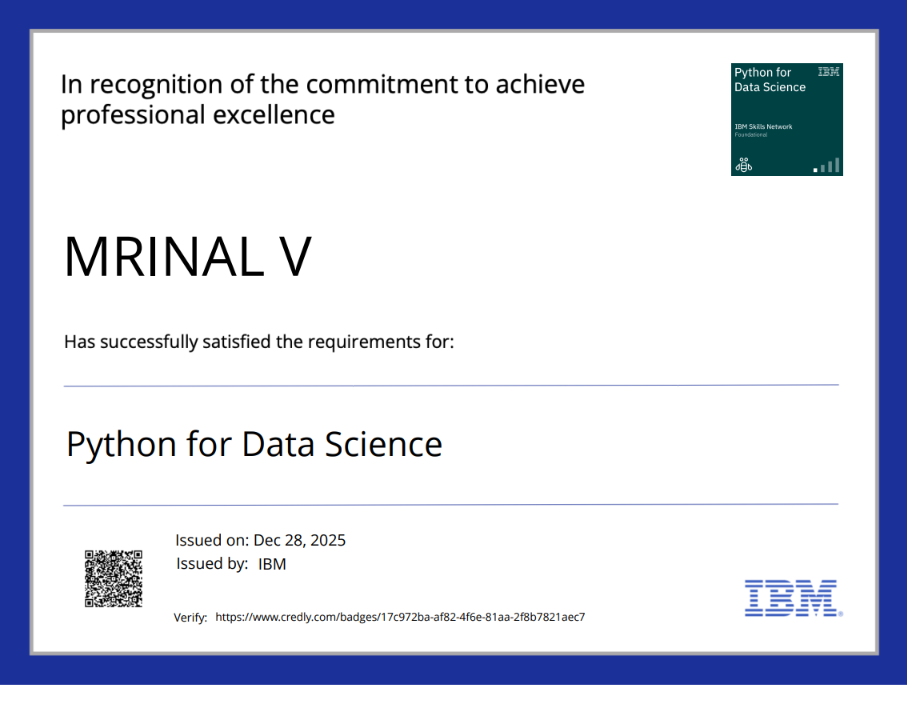 In recognition of the commitment to achieve
professional excellence
Python for
Data Science
IBM
IBM Skills Network
Foundational
MRINAL V
Has successfully satisfied the requirements for:
Python for Data Science
Issued on: Dec 28, 2025
Issued by: IBM
Verify: https://www.credly.com/badges/17c972ba-af82-4f6e-81aa-2f8b7821aec7
IBM®